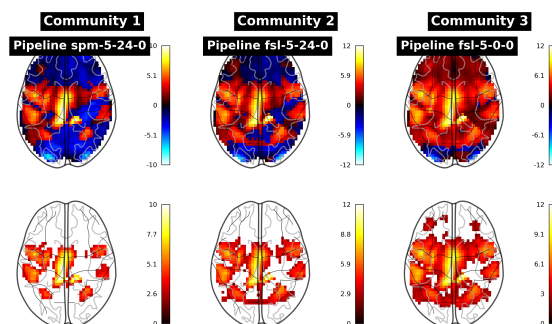 Community 1 Community 2 Community 3
Pipeline spm-5-24-0 Pipeline fsl-5-24-0 Pipeline fsl-5-0-0
10 12 12
5.1 5.9 6.1
0 0 0
-5.1 -5.9 -6.1
-10 -12 -12
10 12 12
7.7 8.8 9.1
5.1 5.9 6.1
2.6 2.9 3
0 0 0